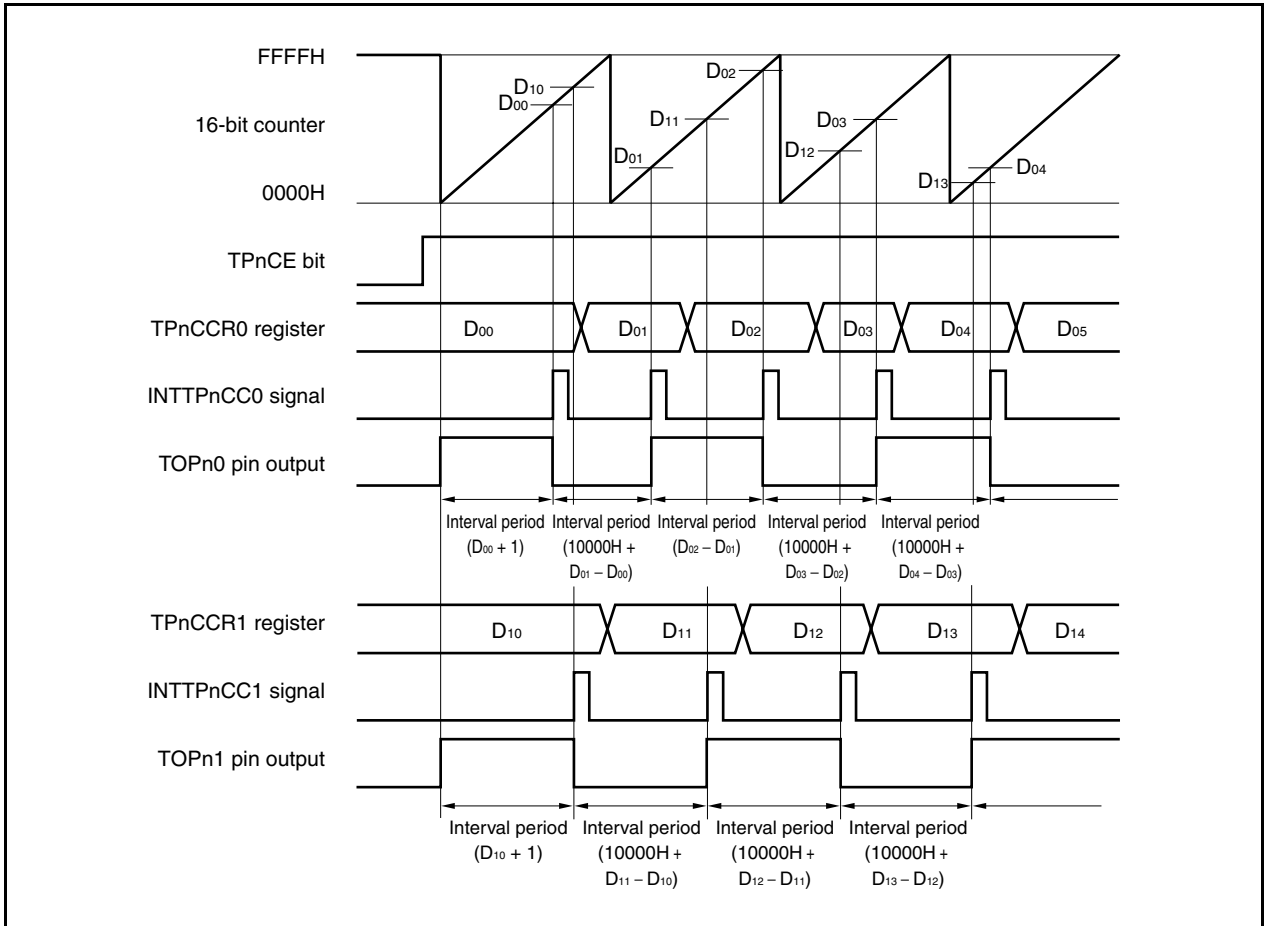 FFFFH
16-bit counter
0000H
D10
D00
D01
D11
D02
D12
D03
D13
D04
TPnCE bit
TPnCCR0 register
D00
D01
D02
D03
D04
D05
INTTPnCC0 signal
TOPn0 pin output
Interval period
(D00 + 1)
Interval period
(10000H +
D01 – D00)
Interval period
(D02 – D01)
Interval period
(10000H +
D03 – D02)
Interval period
(10000H +
D04 – D03)
TPnCCR1 register
D10
D11
D12
D13
D14
INTTPnCC1 signal
TOPn1 pin output
Interval period
(D10 + 1)
Interval period
(10000H +
D11 – D10)
Interval period
(10000H +
D12 – D11)
Interval period
(10000H +
D13 – D12)